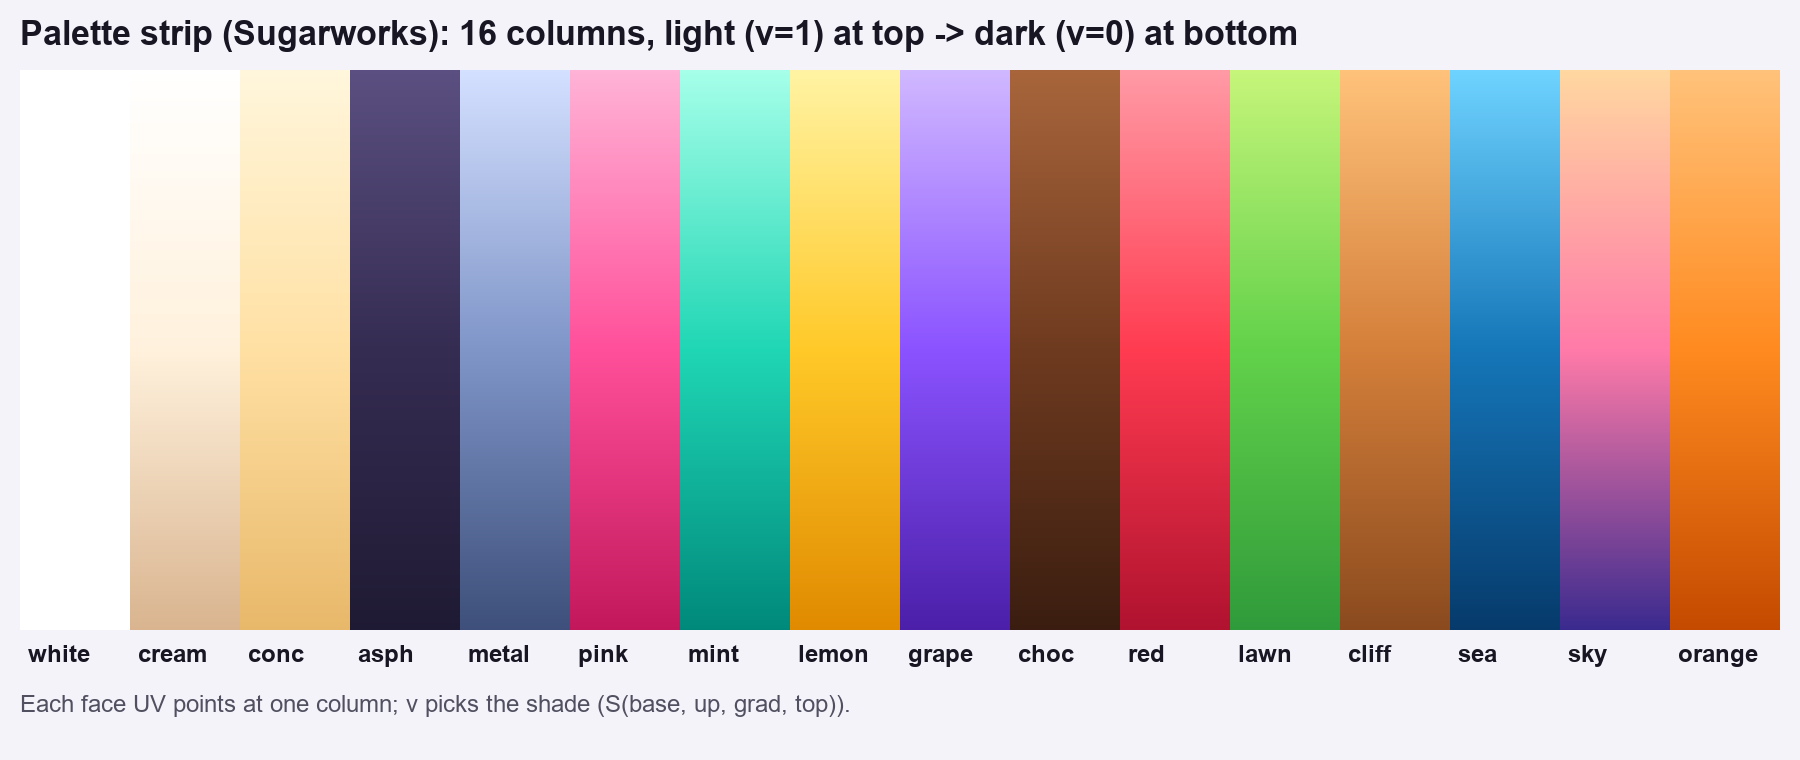 Palette strip (Sugarworks): 16 columns, light (v=1) at top -> dark (v=0) at bottom
white cream conc asph metal pink mint lemon grape choc red lawn cliff sea sky orange
Each face UV points at one column; v picks the shade (S(base, up, grad, top)).